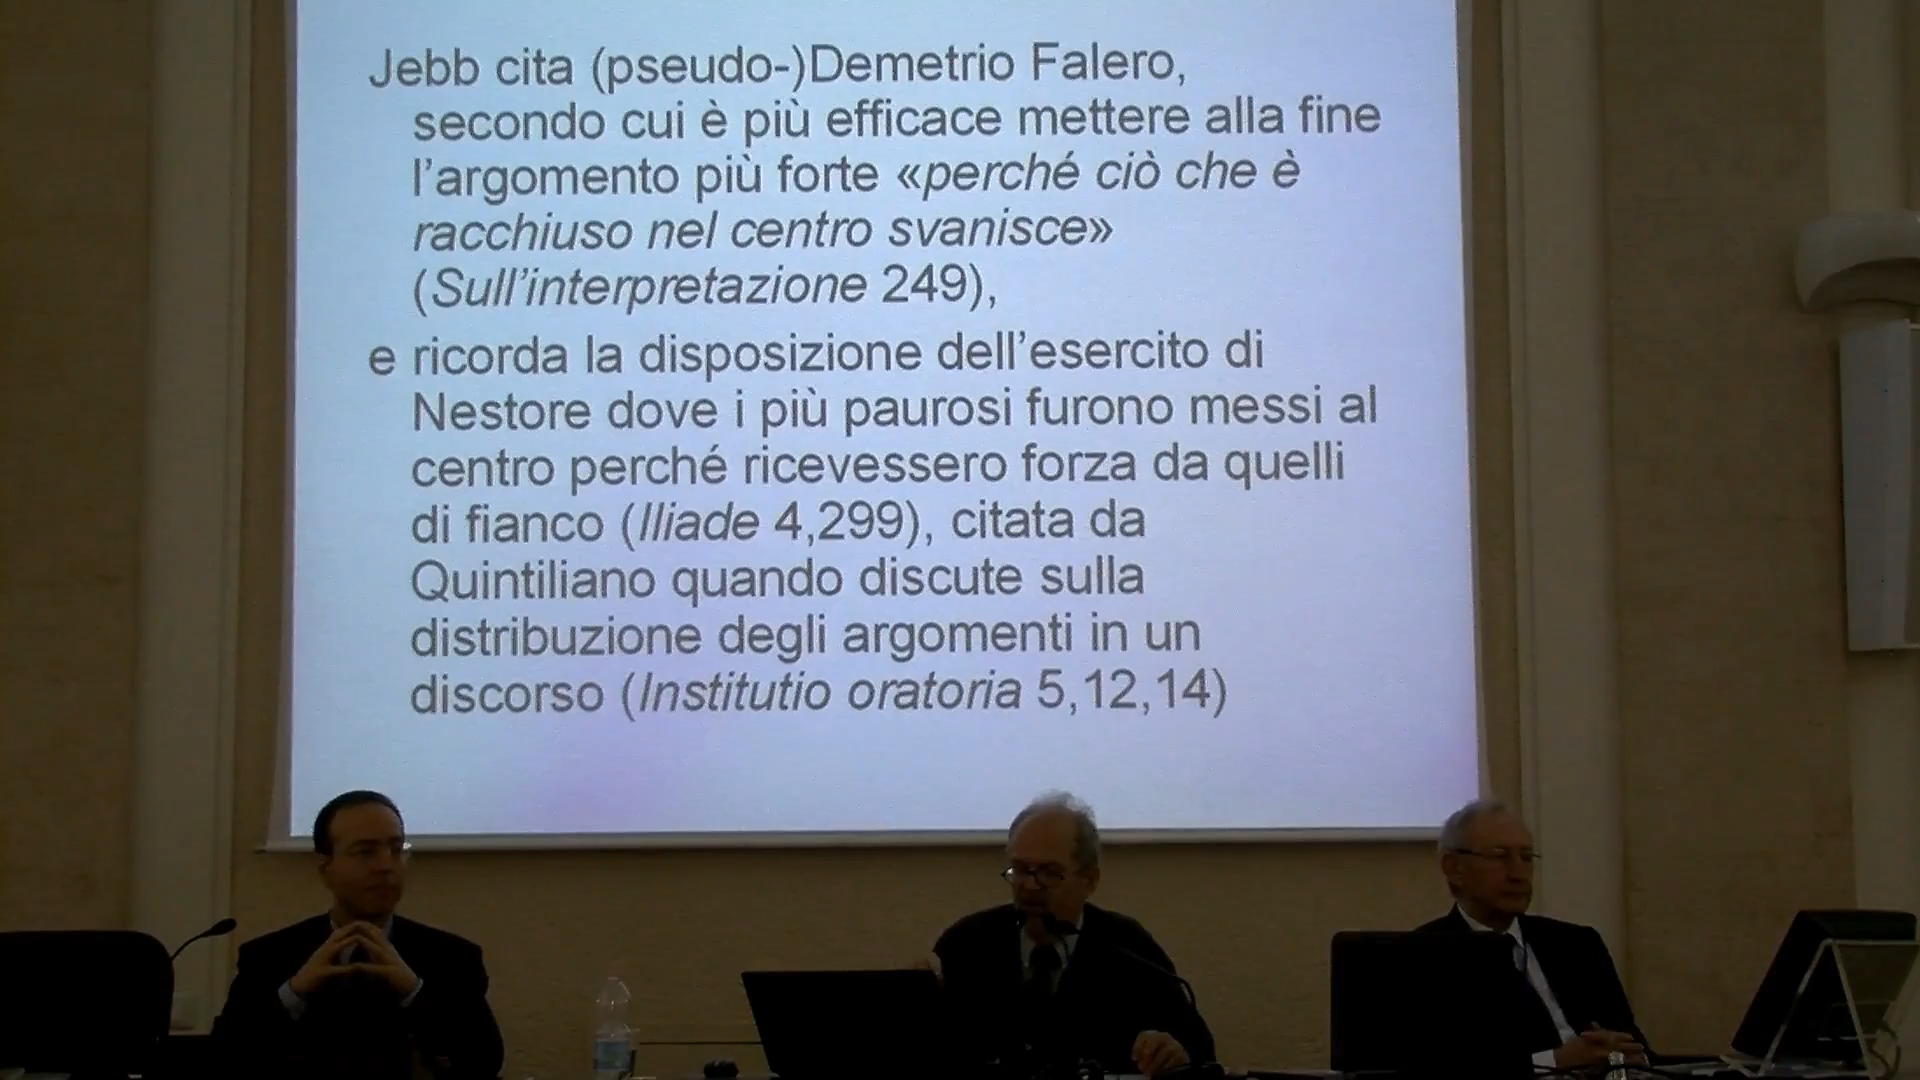 Jebb cita (pseudo-)Demetrio Falero,
secondo cui è più efficace mettere alla fine
l’argomento più forte «perché ciò che è
racchiuso nel centro svanisce»
(Sull’interpretazione 249),
e ricorda la disposizione dell’esercito di
Nestore dove i più paurosi furono messi al
centro perché ricevessero forza da quelli
di fianco (Iliade 4,299), citata da
Quintiliano quando discute sulla
distribuzione degli argomenti in un
discorso (Institutio oratoria 5,12,14)